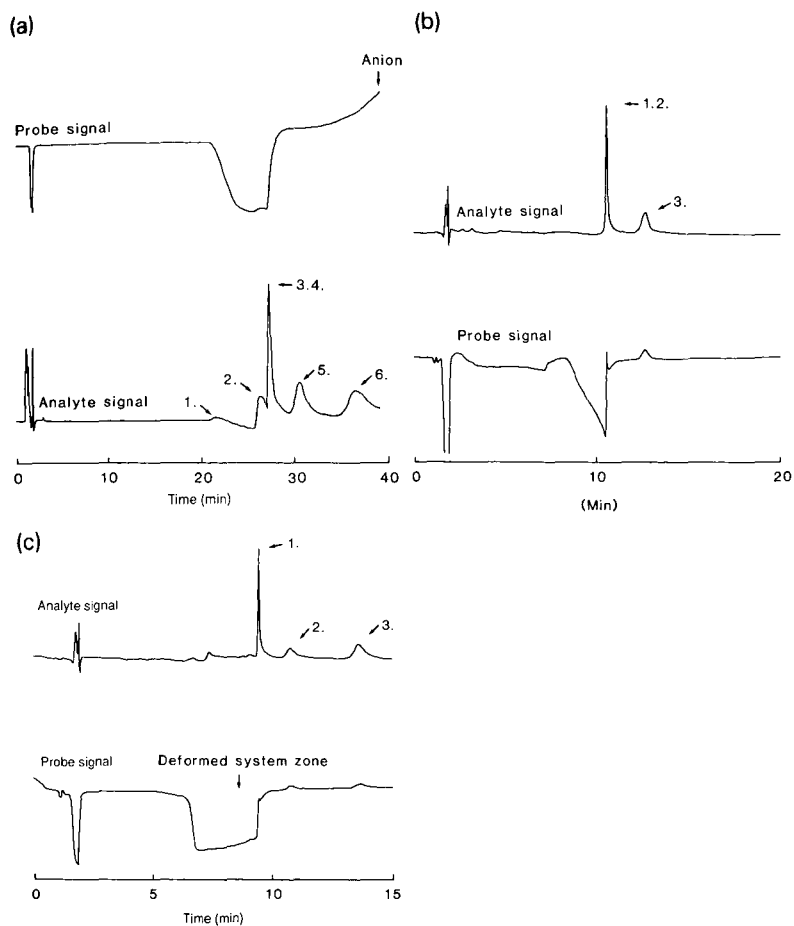 (a)
Anion
Probe signal
3.4.
2.
5.
6.
1.
Analyte signal
0 10 20 30 40
Time (min)
(b)
1.2.
3.
Analyte signal
Probe signal
0 10 20
(Min)
(c)
1.
Analyte signal
2.
3.
Probe signal
Deformed system zone
0 5 10 15
Time (min)